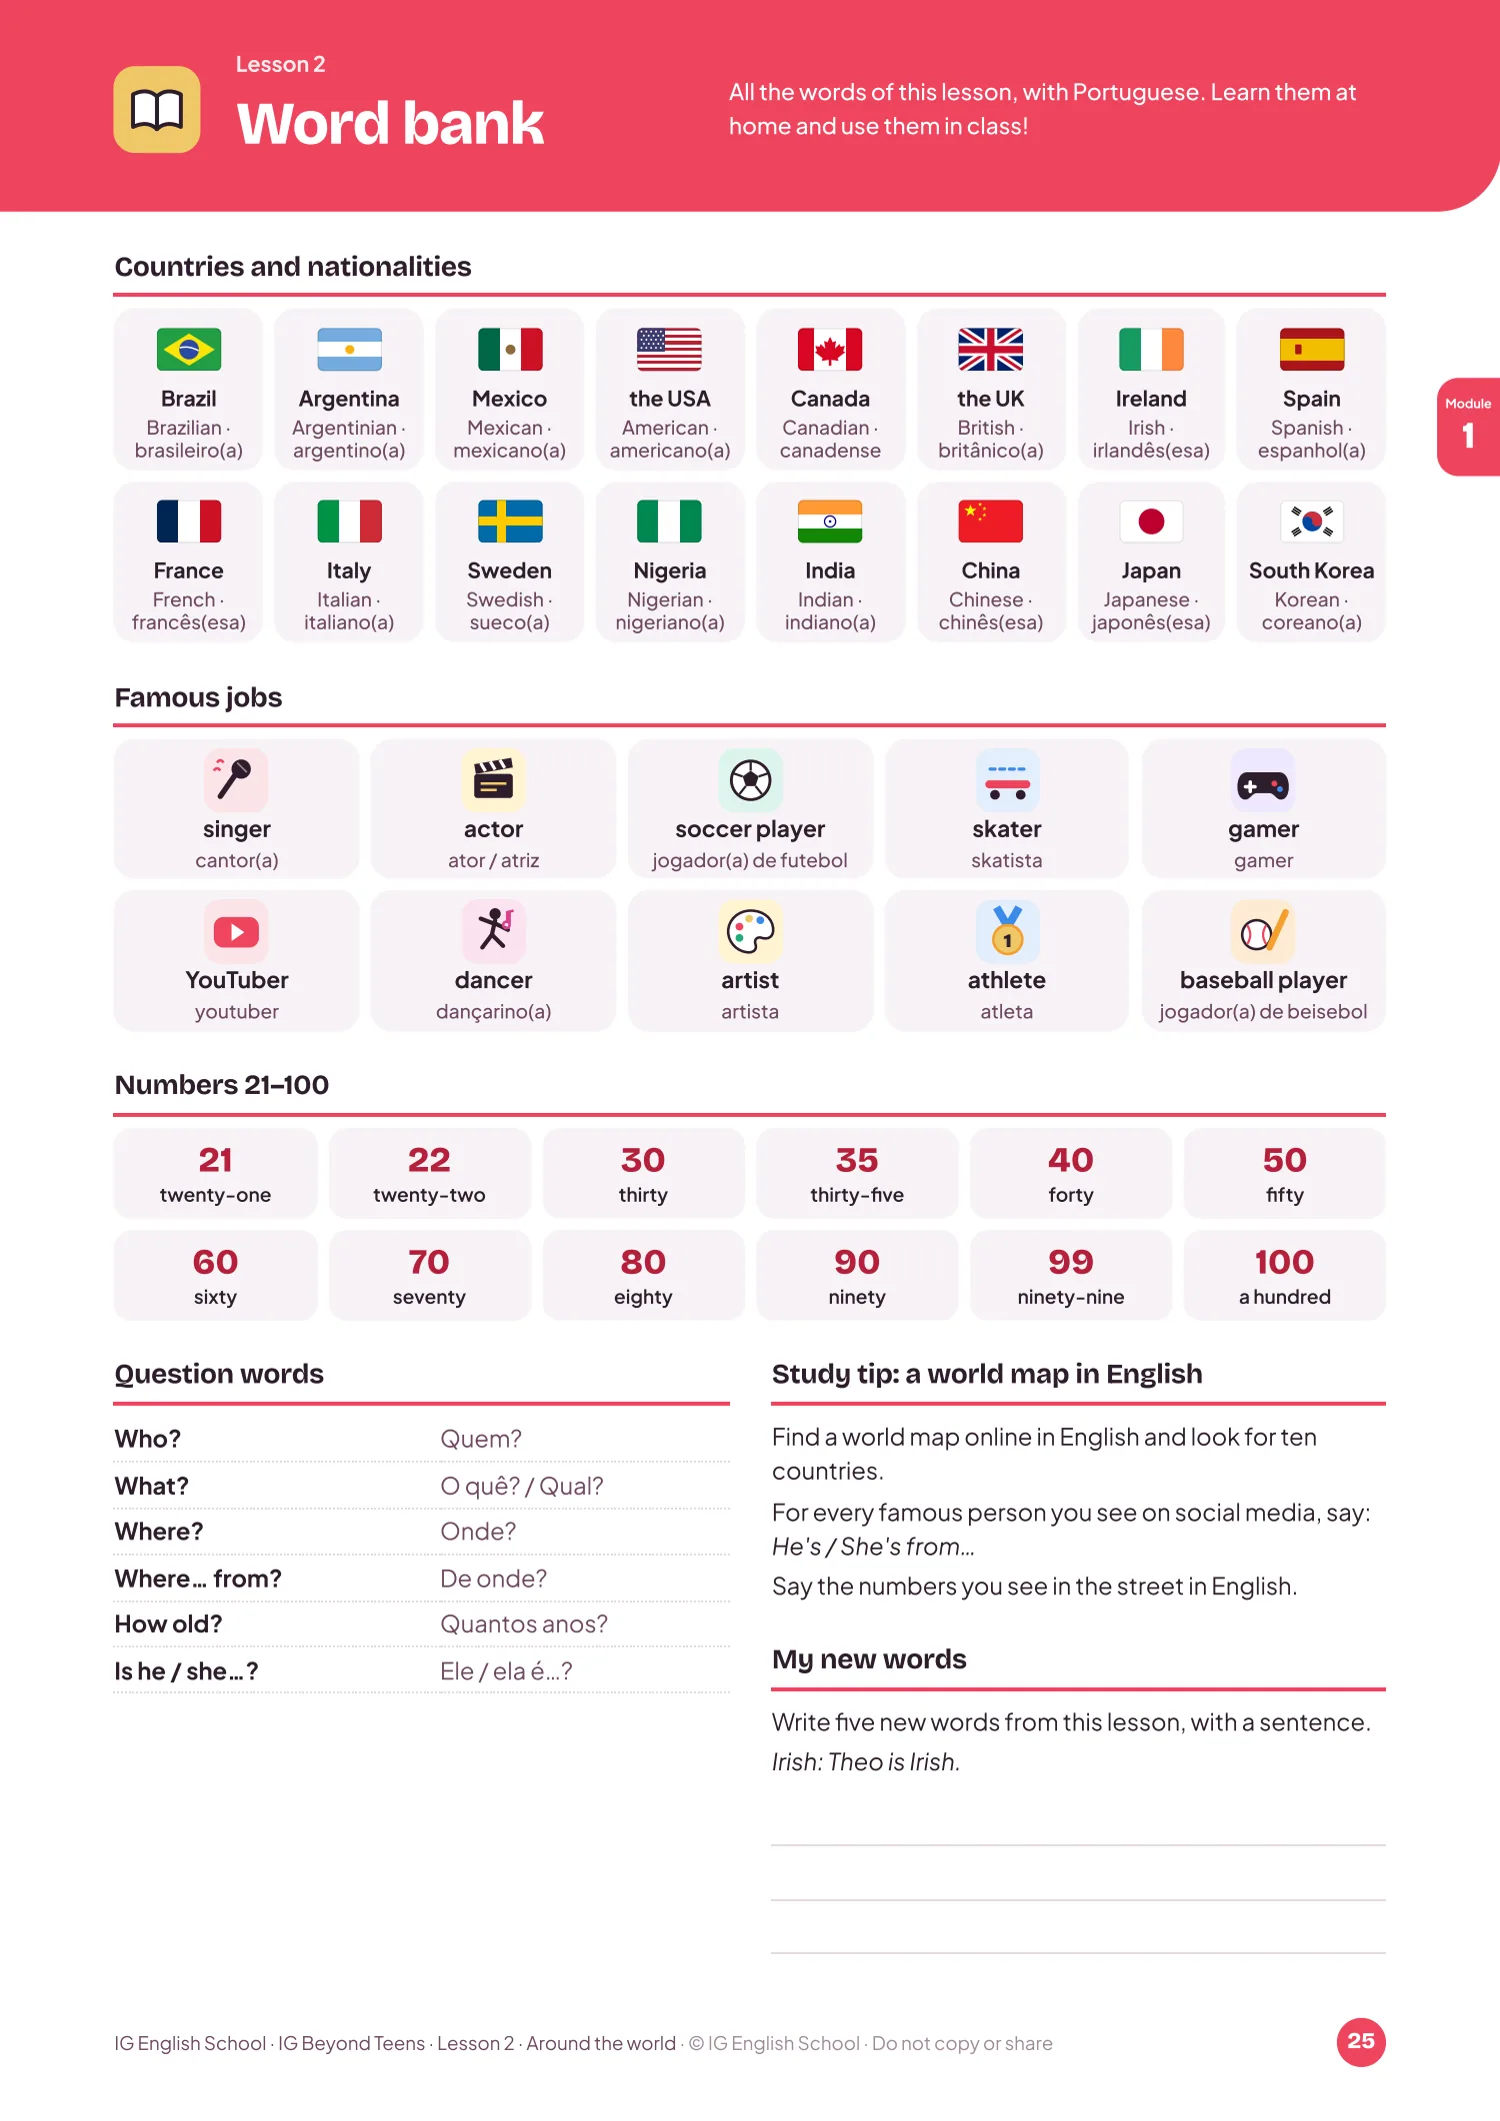 Lesson 2
Word bank
All the words of this lesson, with Portuguese. Learn them at
home and use them in class!
Module
1
Countries and nationalities
Brazil
Brazilian ·
brasileiro(a)
Argentina
Argentinian ·
argentino(a)
Mexico
Mexican ·
mexicano(a)
the USA
American ·
americano(a)
Canada
Canadian ·
canadense
the UK
British ·
britânico(a)
Ireland
Irish ·
irlandês(esa)
Spain
Spanish ·
espanhol(a)
France
French ·
francês(esa)
Italy
Italian ·
italiano(a)
Sweden
Swedish ·
sueco(a)
Nigeria
Nigerian ·
nigeriano(a)
India
Indian ·
indiano(a)
China
Chinese ·
chinês(esa)
Japan
Japanese ·
japonês(esa)
South Korea
Korean ·
coreano(a)
Famous jobs
singer
cantor(a)
actor
ator / atriz
soccer player
jogador(a) de futebol
skater
skatista
gamer
gamer
YouTuber
youtuber
dancer
dançarino(a)
artist
artista
1
athlete
atleta
baseball player
jogador(a) de beisebol
Numbers 21–100
21
twenty-one
22
twenty-two
30
thirty
35
thirty-five
40
forty
50
fifty
60
sixty
70
seventy
80
eighty
90
ninety
99
ninety-nine
100
a hundred
Question words
Who? Quem?
What? O quê? / Qual?
Where? Onde?
Where... from? De onde?
How old? Quantos anos?
Is he / she...? Ele / ela é...?
Study tip: a world map in English
Find a world map online in English and look for ten
countries.
For every famous person you see on social media, say:
He's / She's from...
Say the numbers you see in the street in English.
My new words
Write five new words from this lesson, with a sentence.
Irish: Theo is Irish.
IG English School · IG Beyond Teens · Lesson 2 · Around the world · © IG English School · Do not copy or share
25